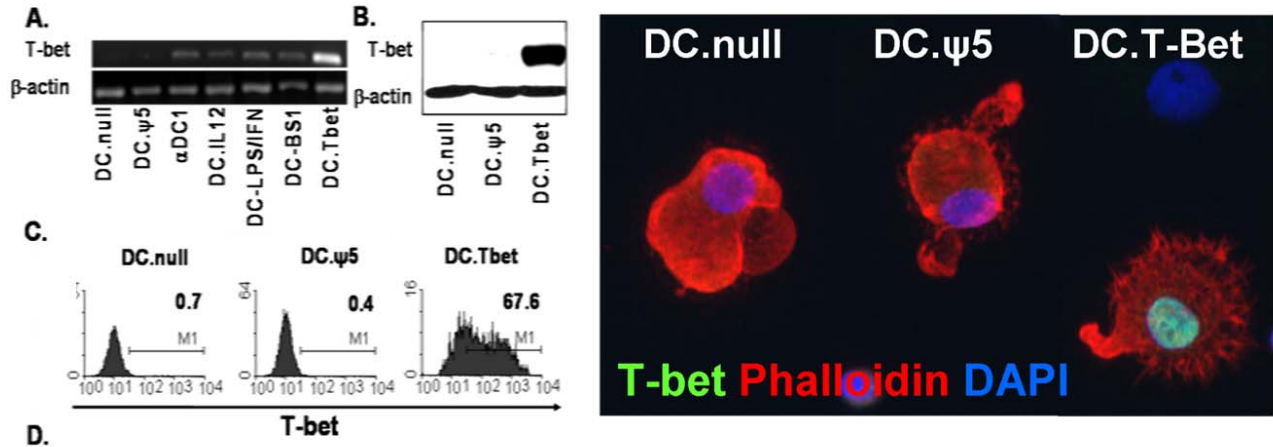 A.
T-bet
β-actin
DC.null
DC.ψ5
αDC1
DC.IL12
DC-LPS/IFN
DC-BS1
DC.Tbet
B.
T-bet
β-actin
DC.null
DC.ψ5
DC.Tbet
C.
DC.null
0.7
M1
0
10⁰ 10¹ 10² 10³ 10⁴
DC.ψ5
64
0.4
M1
0
10⁰ 10¹ 10² 10³ 10⁴
DC.Tbet
16
67.6
M1
0
10⁰ 10¹ 10² 10³ 10⁴
T-bet
D.
DC.null DC.ψ5 DC.T-Bet
T-bet Phalloidin DAPI